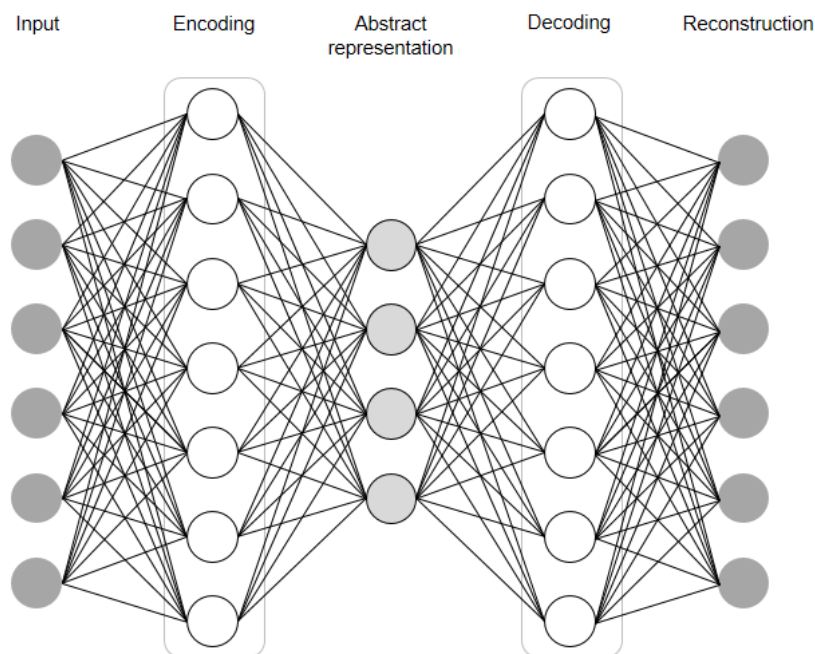 Input
Encoding
Abstract
representation
Decoding
Reconstruction